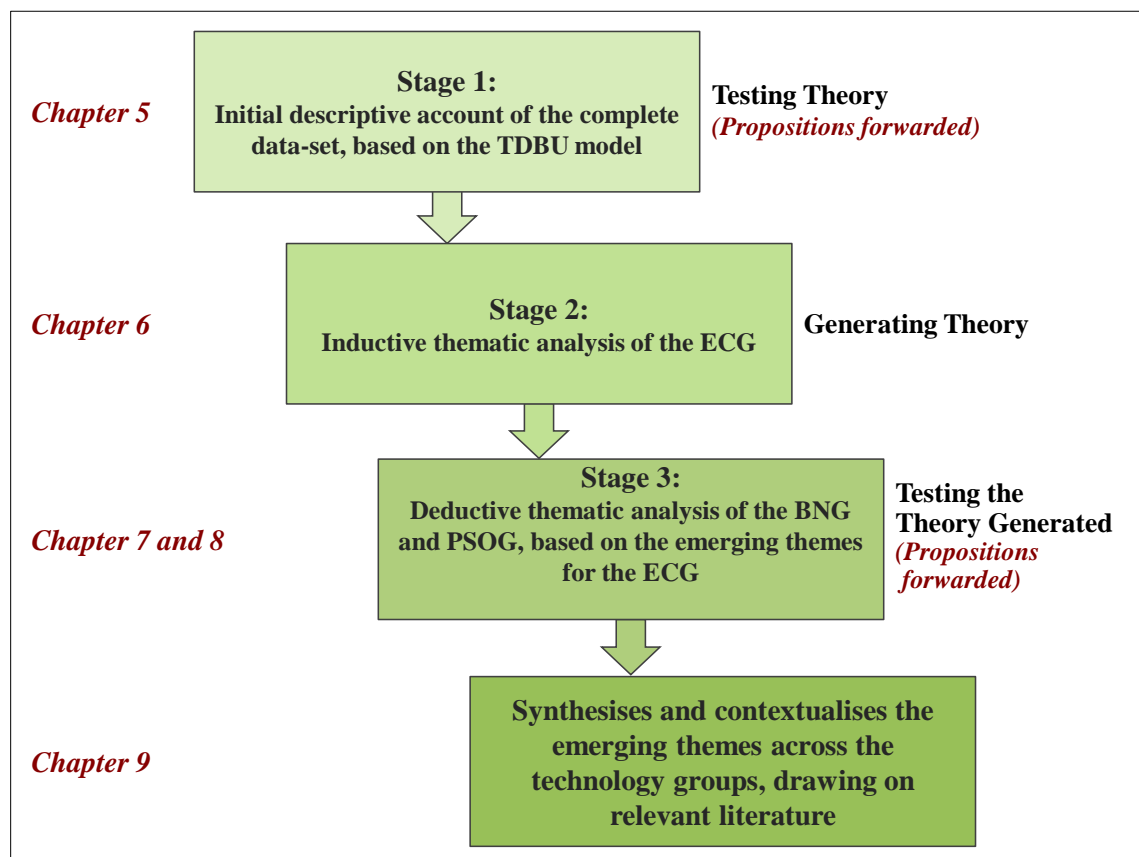 Chapter 5
Stage 1:
Initial descriptive account of the complete
data-set, based on the TDBU model
Testing Theory
(Propositions forwarded)
Chapter 6
Stage 2:
Inductive thematic analysis of the ECG
Generating Theory
Chapter 7 and 8
Stage 3:
Deductive thematic analysis of the BNG
and PSOG, based on the emerging themes
for the ECG
Testing the
Theory Generated
(Propositions
forwarded)
Chapter 9
Synthesises and contextualises the
emerging themes across the
technology groups, drawing on
relevant literature